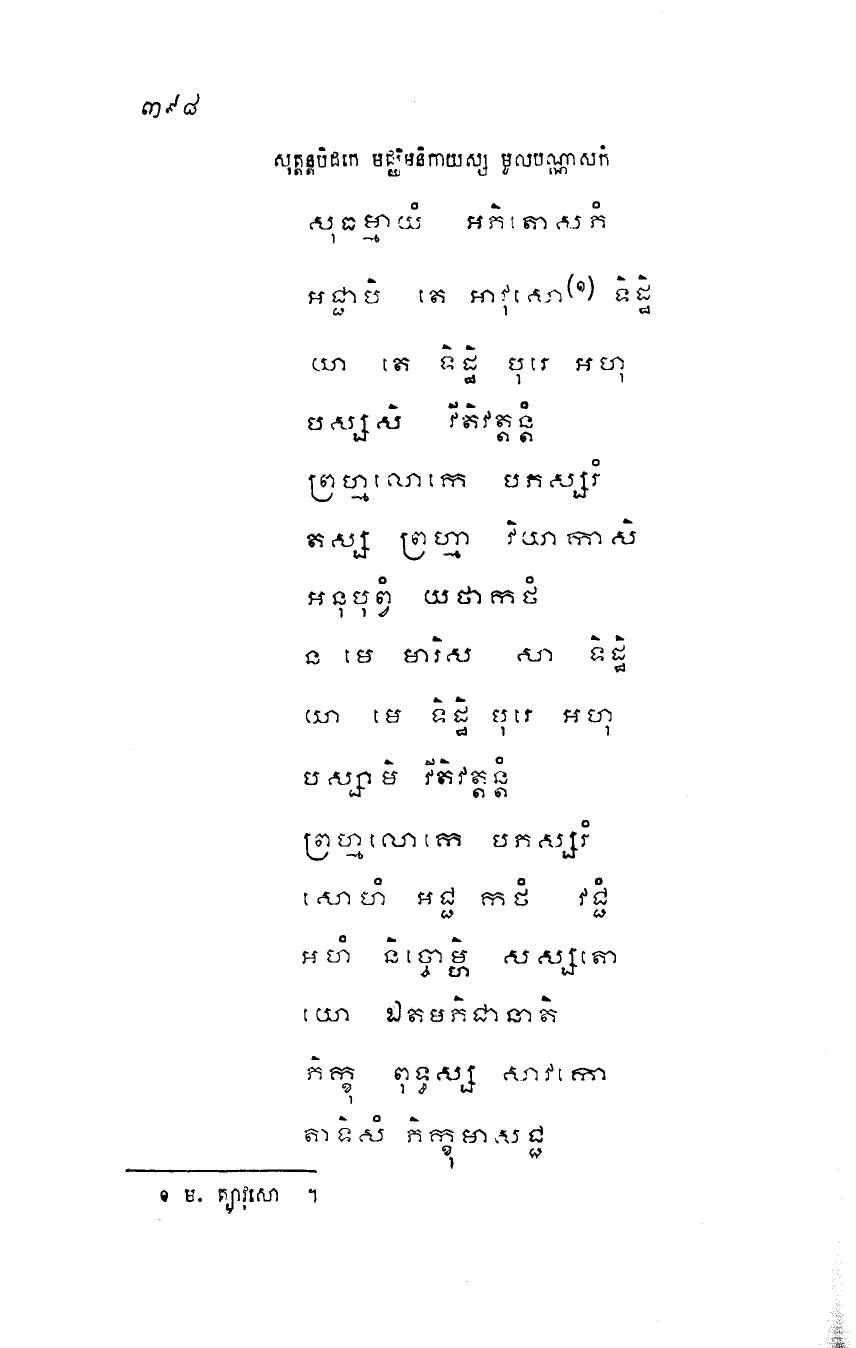 ៣៩៨
សុត្តន្តបិដកេ មជ្ឈិមនិកាយស្ស មូលបណ្ណាសកំ
សុធម្មាយំ អភិតោសភំ
អជ្ជាបិ តេ អាវុសោ(១) ទិដ្ឋិ
យា តេ ទិដ្ឋិ បុរេ អហុ
បស្សសិ វីតិវត្តន្តំ
ព្រហ្មលោកេ បភស្សរំ
តស្ស ព្រហ្មា វិយាកាសិ
អនុបុព្វំ យថាកថំ
ន មេ មារិស សា ទិដ្ឋិ
យា មេ ទិដ្ឋិ បុរេ អហុ
បស្សាមិ វីតិវត្តន្តំ
ព្រហ្មលោកេ បភស្សរំ
សោហំ អជ្ជ កថំ វជ្ជំ
អហំ និច្ចោម្ហិ សស្សតោ
យោ ឯតមភិជានាតិ
ភិក្ខុ ពុទ្ធស្ស សាវកោ
តាទិសំ ភិក្ខុមាសជ្ជ
១ ម. ត្យាវុសោ ។